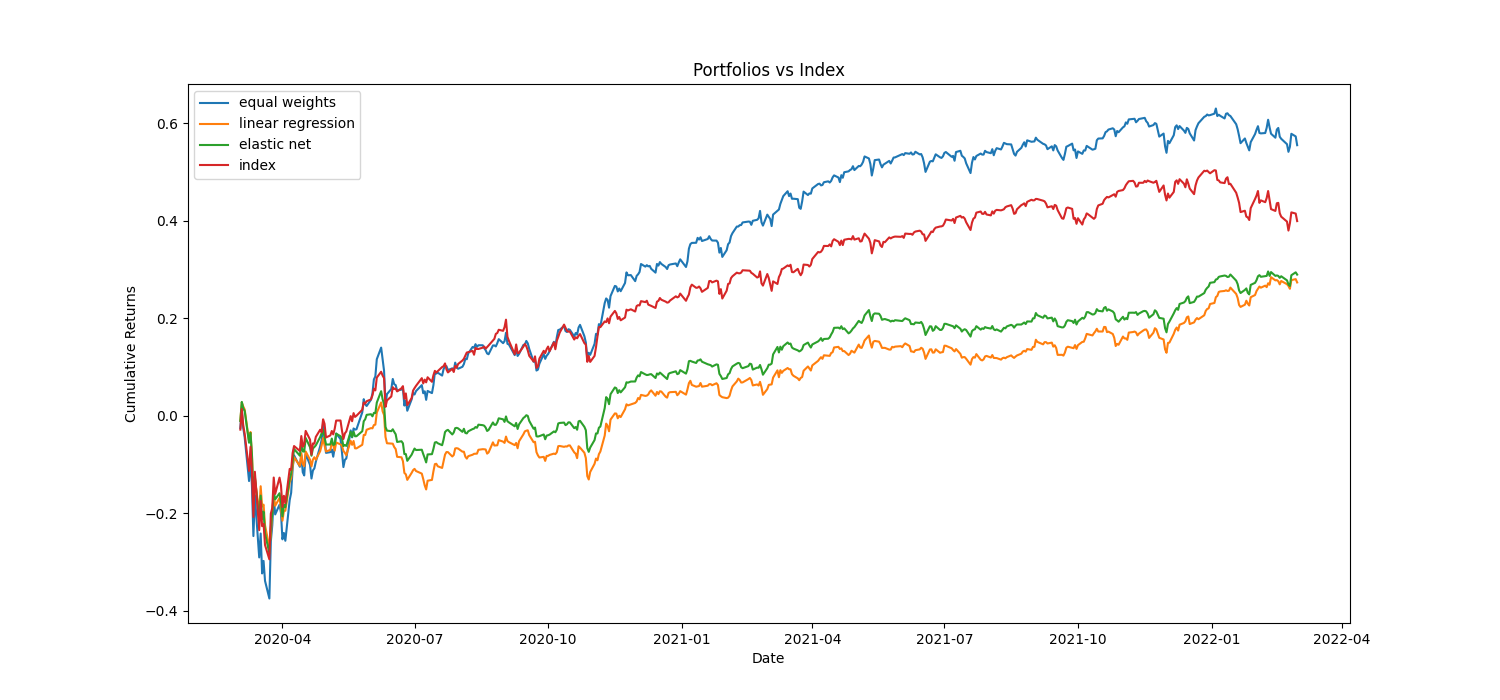 Portfolios vs Index
equal weights
linear regression
elastic net
index
Cumulative Returns
0.6
0.4
0.2
0.0
−0.2
−0.4
2020-04 2020-07 2020-10 2021-01 2021-04 2021-07 2021-10 2022-01 2022-04
Date